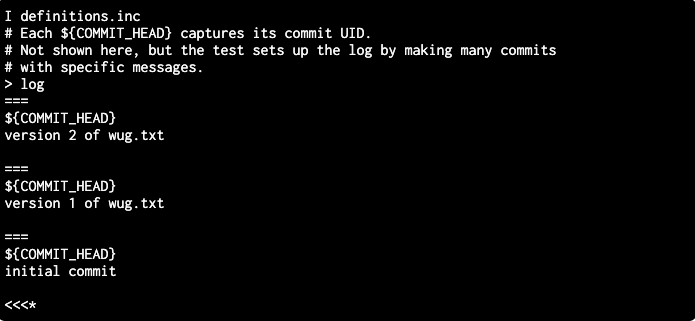 I definitions.inc
# Each ${COMMIT_HEAD} captures its commit UID.
# Not shown here, but the test sets up the log by making many commits
# with specific messages.
> log
===
${COMMIT_HEAD}
version 2 of wug.txt

===
${COMMIT_HEAD}
version 1 of wug.txt

===
${COMMIT_HEAD}
initial commit

<<<*